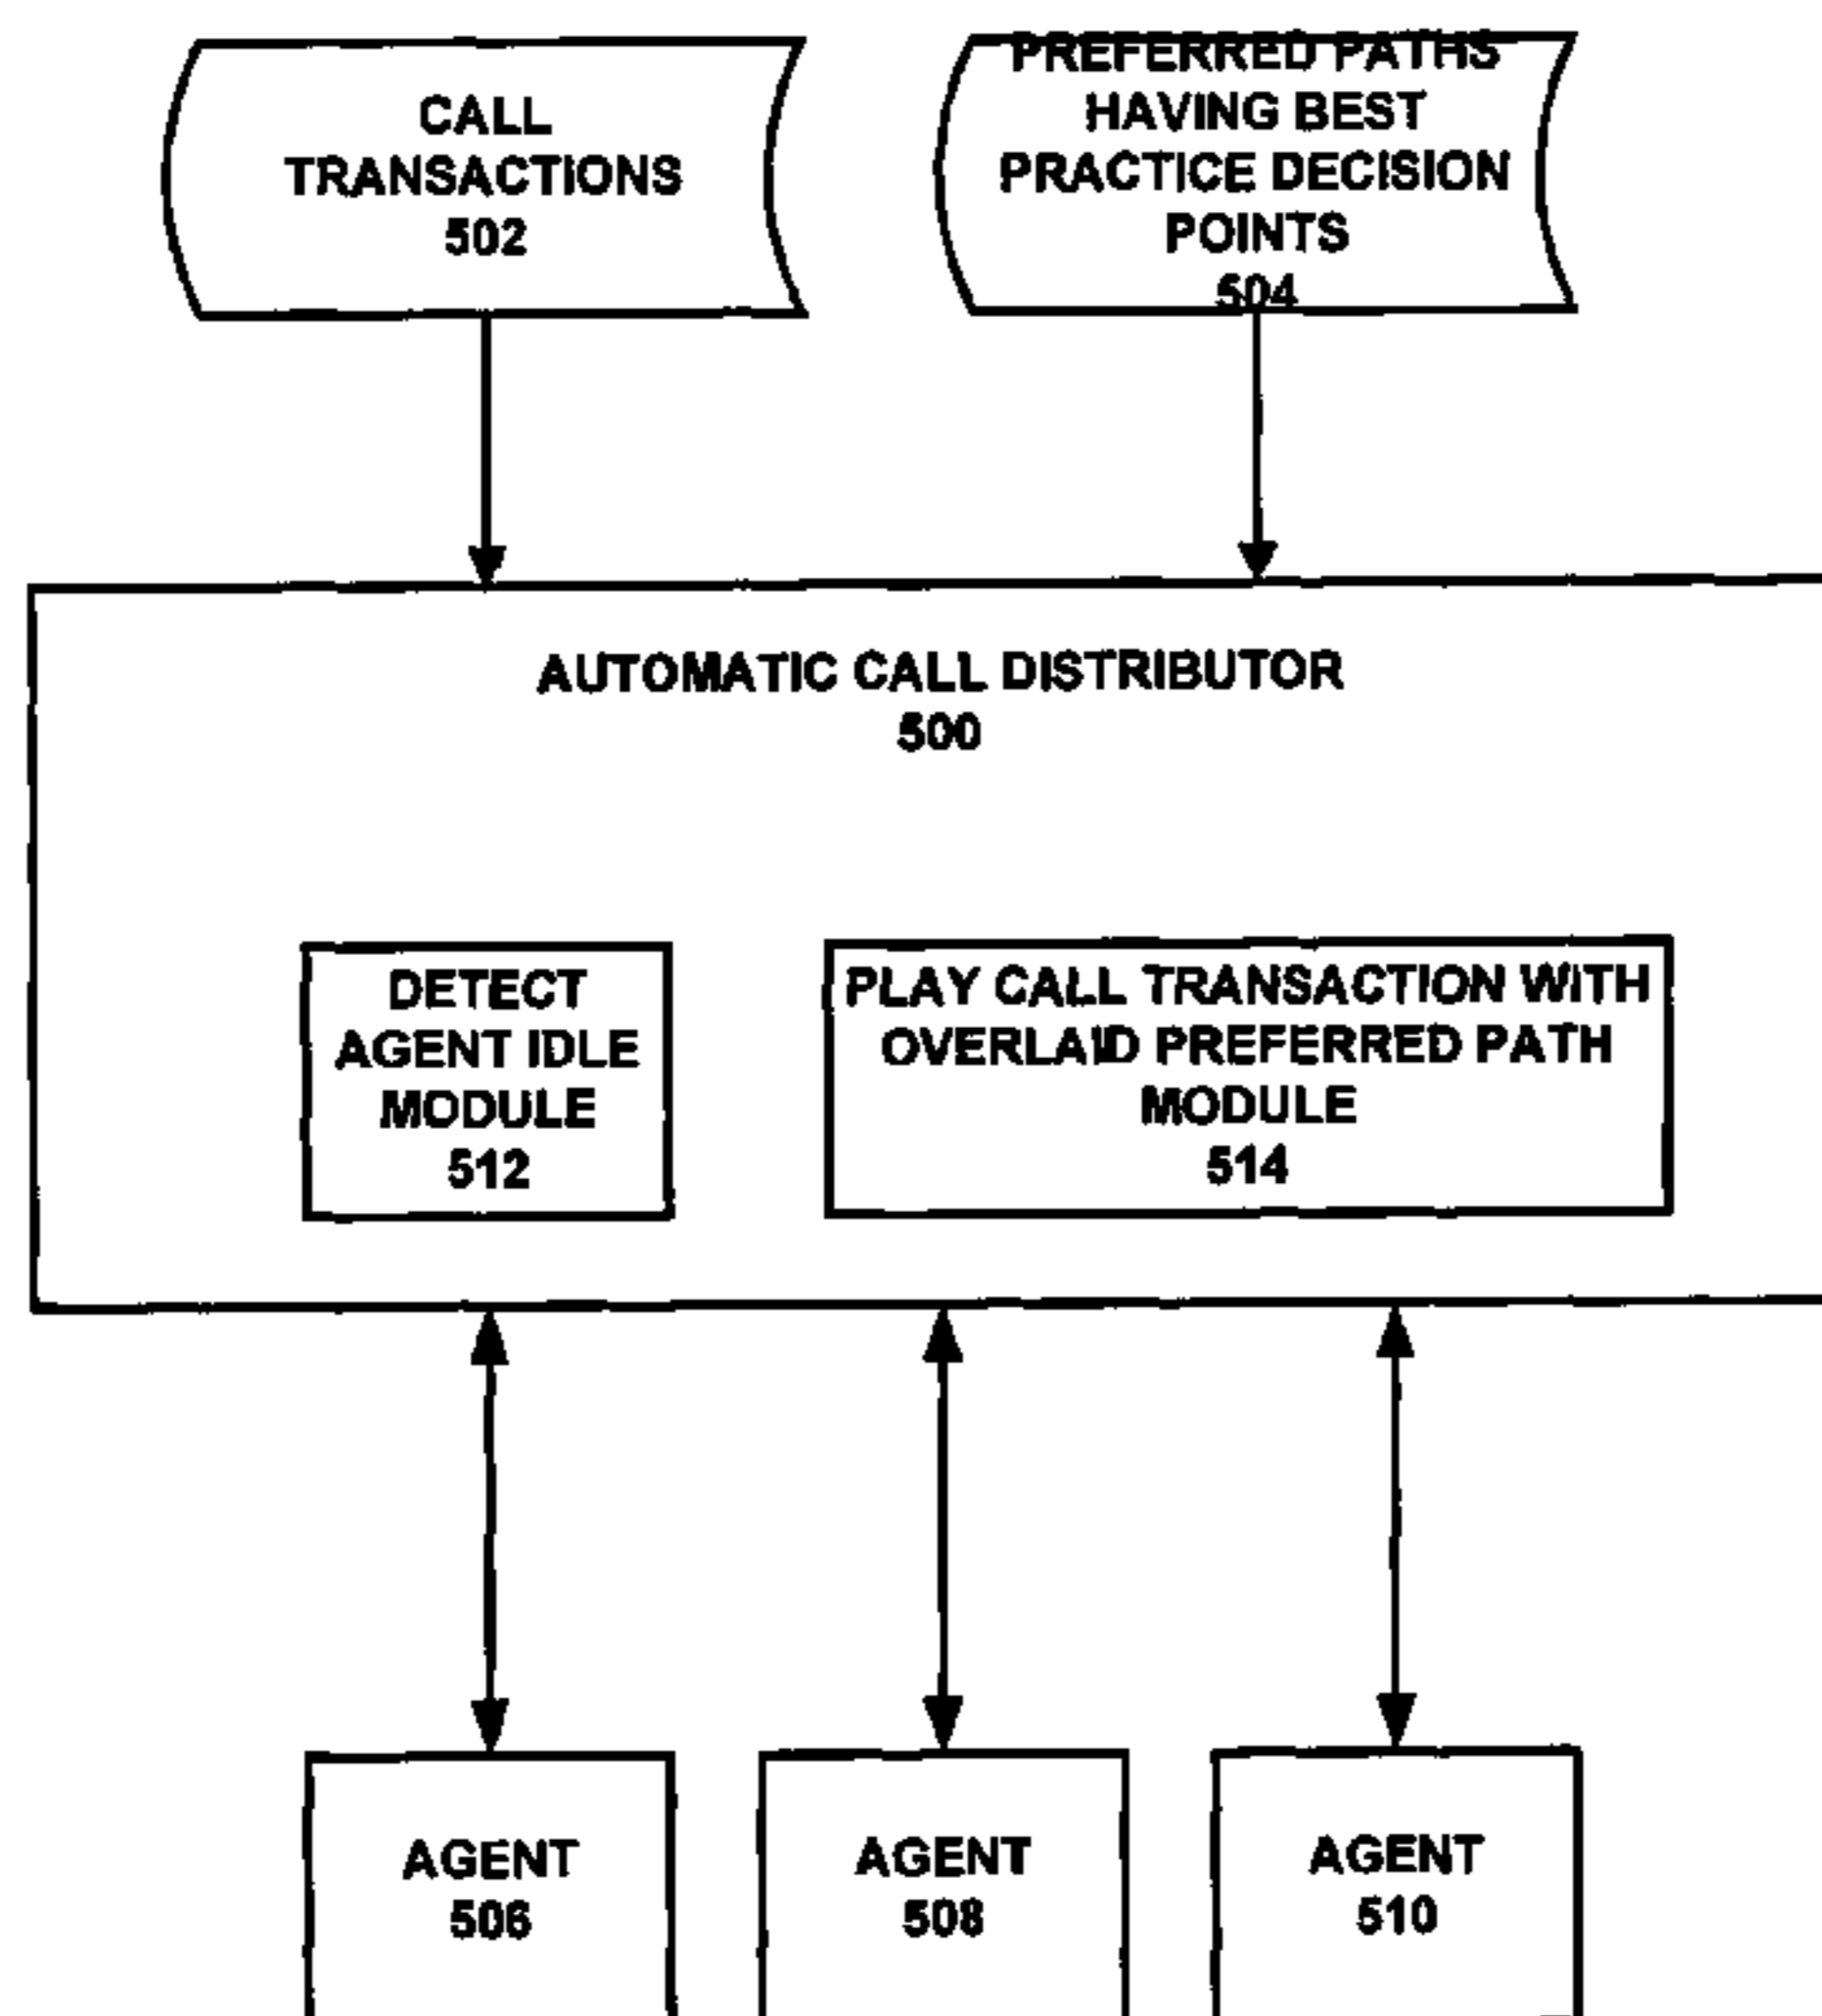 CALL
TRANSACTIONS
502
PREFERRED PATHS
HAVING BEST
PRACTICE DECISION
POINTS
504
AUTOMATIC CALL DISTRIBUTOR
500
DETECT
AGENT IDLE
MODULE
512
PLAY CALL TRANSACTION WITH
OVERLAID PREFERRED PATH
MODULE
514
AGENT
506
AGENT
508
AGENT
510